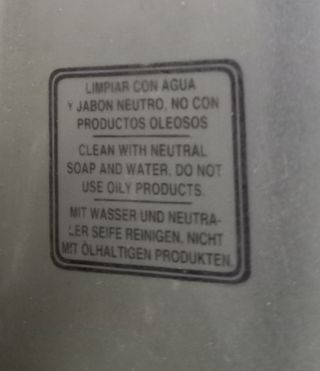 LIMPIAR CON AGUA
Y JABON NEUTRO, NO CON
PRODUCTOS OLEOSOS
CLEAN WITH NEUTRAL
SOAP AND WATER. DO NOT
USE OILY PRODUCTS.
MIT WASSER UND NEUTRA-
LER SEIFE REINIGEN. NICHT
MIT ÖLHALTIGEN PRODUKTEN.